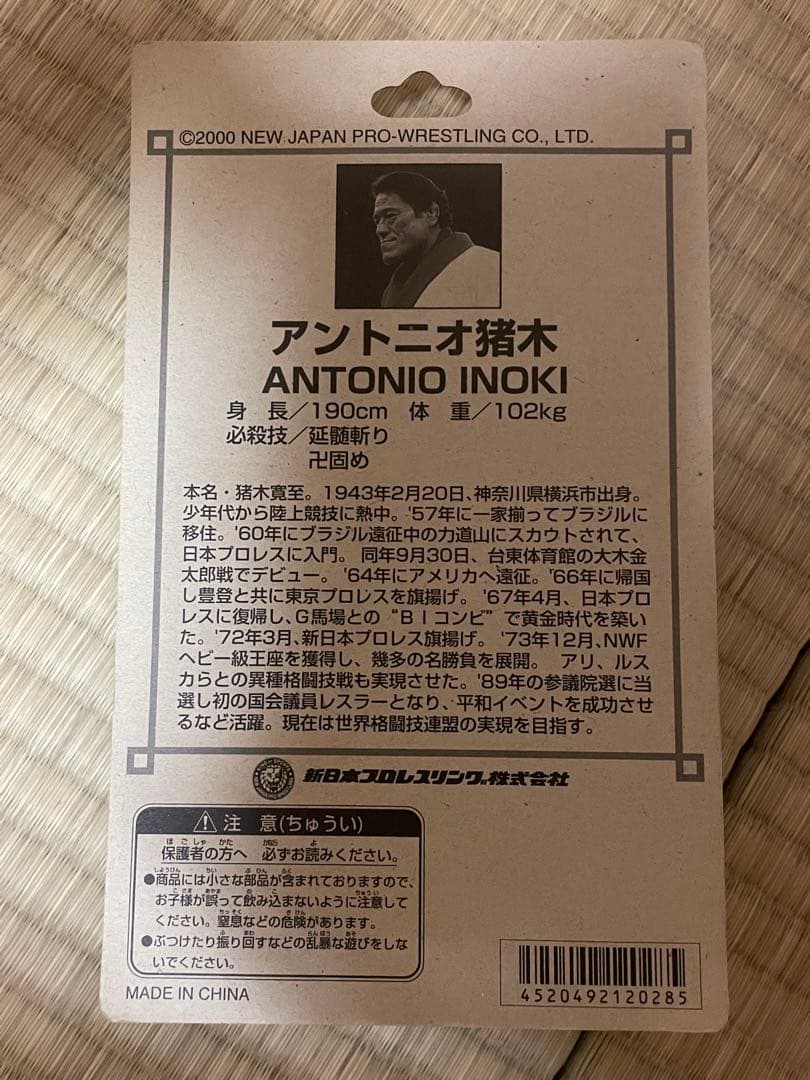 ©2000 NEW JAPAN PRO-WRESTLING CO., LTD.
アントニオ猪木
ANTONIO INOKI
身　長／190cm　体　重／102kg
必殺技／延髄斬り
卍固め
本名・猪木寛至。1943年2月20日、神奈川県横浜市出身。
少年代から陸上競技に熱中。'57年に一家揃ってブラジルに
移住。'60年にブラジル遠征中の力道山にスカウトされて、
日本プロレスに入門。 同年9月30日、台東体育館の大木金
太郎戦でデビュー。 '64年にアメリカへ遠征。'66年に帰国
し豊登と共に東京プロレスを旗揚げ。 '67年4月、日本プロ
レスに復帰し、G馬場との“BIコンビ”で黄金時代を築い
た。'72年3月、新日本プロレス旗揚げ。 '73年12月、NWF
ヘビー級王座を獲得し、幾多の名勝負を展開。 アリ、ルス
カらとの異種格闘技戦も実現させた。'89年の参議院選に当
選し初の国会議員レスラーとなり、平和イベントを成功させ
るなど活躍。現在は世界格闘技連盟の実現を目指す。
新日本プロレスリング株式会社
注　意(ちゅうい)
保護者の方へ 必ずお読みください。
●商品には小さな部品が含まれておりますので、
お子様が誤って飲み込まないように注意して
ください。窒息などの危険があります。
●ぶつけたり振り回すなどの乱暴な遊びをしな
いでください。
MADE IN CHINA
4520492120285